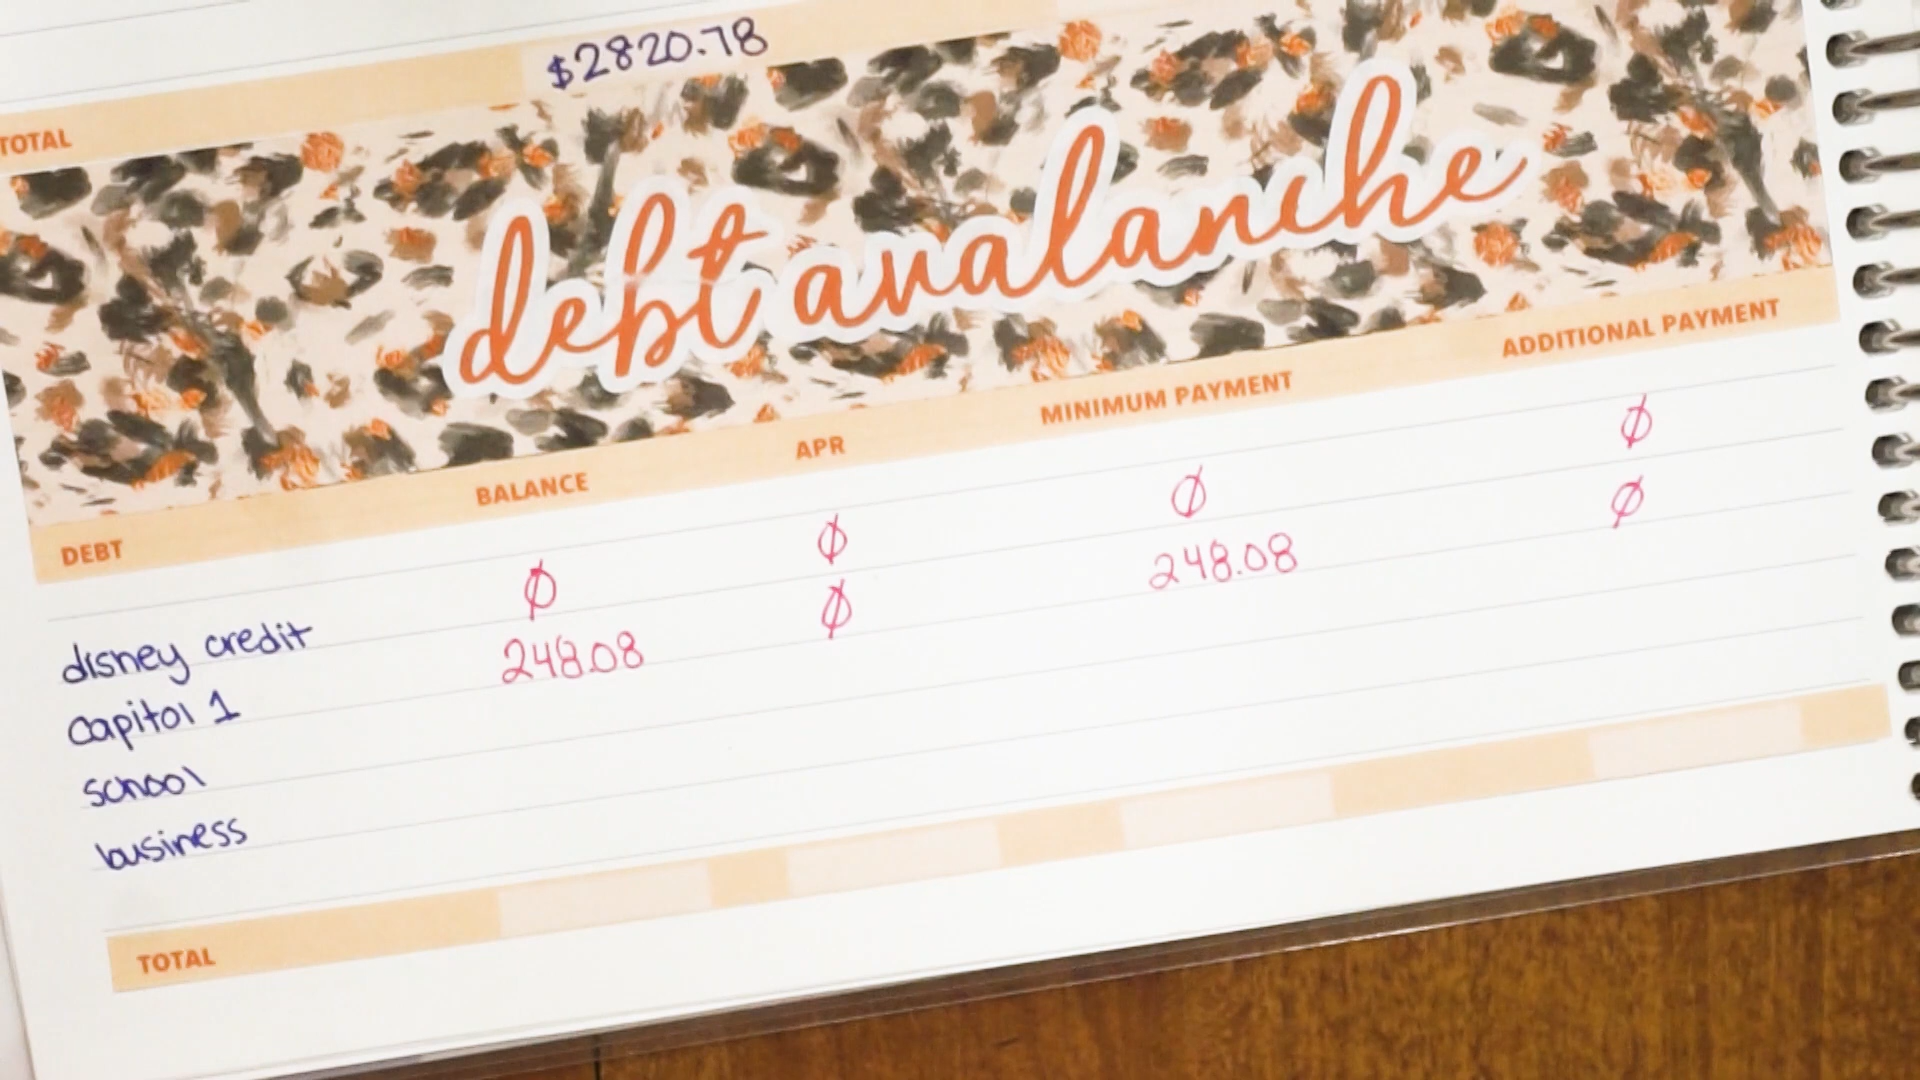 TOTAL $2820.78
debt avalanche
DEBT BALANCE APR MINIMUM PAYMENT ADDITIONAL PAYMENT
disney credit Ø Ø Ø Ø
capitol 1 248.08 Ø 248.08 Ø
school
business
TOTAL